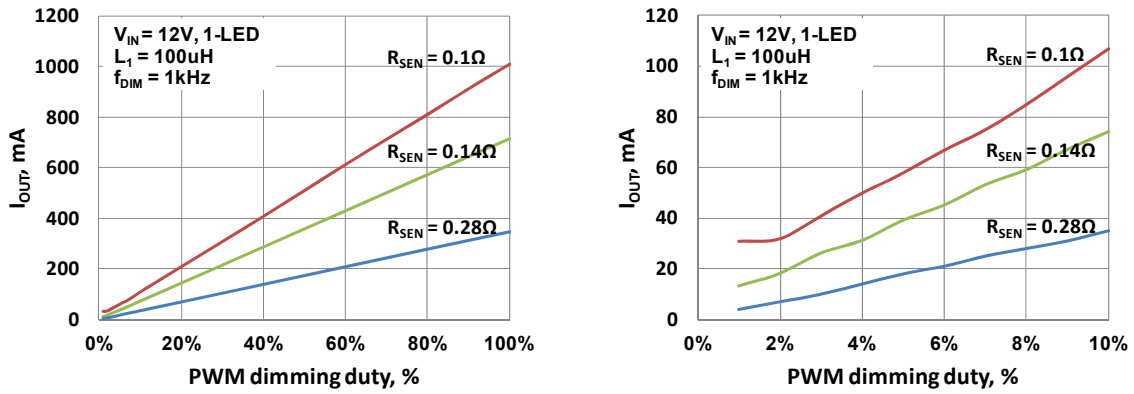 V_IN = 12V, 1-LED
L_1 = 100uH
f_DIM = 1kHz
R_SEN = 0.1Ω
R_SEN = 0.14Ω
R_SEN = 0.28Ω
I_OUT, mA
1200
1000
800
600
400
200
0
0% 20% 40% 60% 80% 100%
PWM dimming duty, %
V_IN = 12V, 1-LED
L_1 = 100uH
f_DIM = 1kHz
R_SEN = 0.1Ω
R_SEN = 0.14Ω
R_SEN = 0.28Ω
I_OUT, mA
120
100
80
60
40
20
0
0% 2% 4% 6% 8% 10%
PWM dimming duty, %